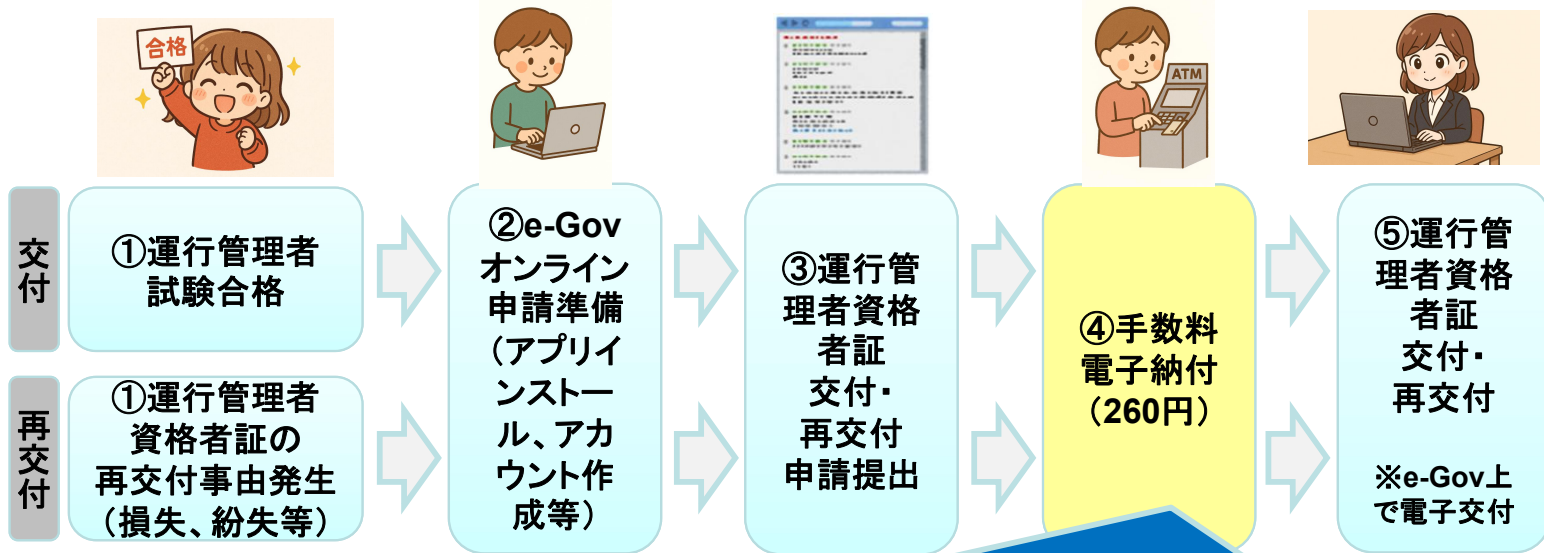 合格
ATM
交付
①運行管理者
試験合格
再交付
①運行管理者
資格者証の
再交付事由発生
（損失、紛失等）
②e-Gov
オンライン
申請準備
（アプリイ
ンストー
ル、アカ
ウント作
成等）
③運行管
理者資格
者証
交付・
再交付
申請提出
④手数料
電子納付
（260円）
⑤運行管
理者資格
者証
交付・
再交付
※e-Gov上
で電子交付